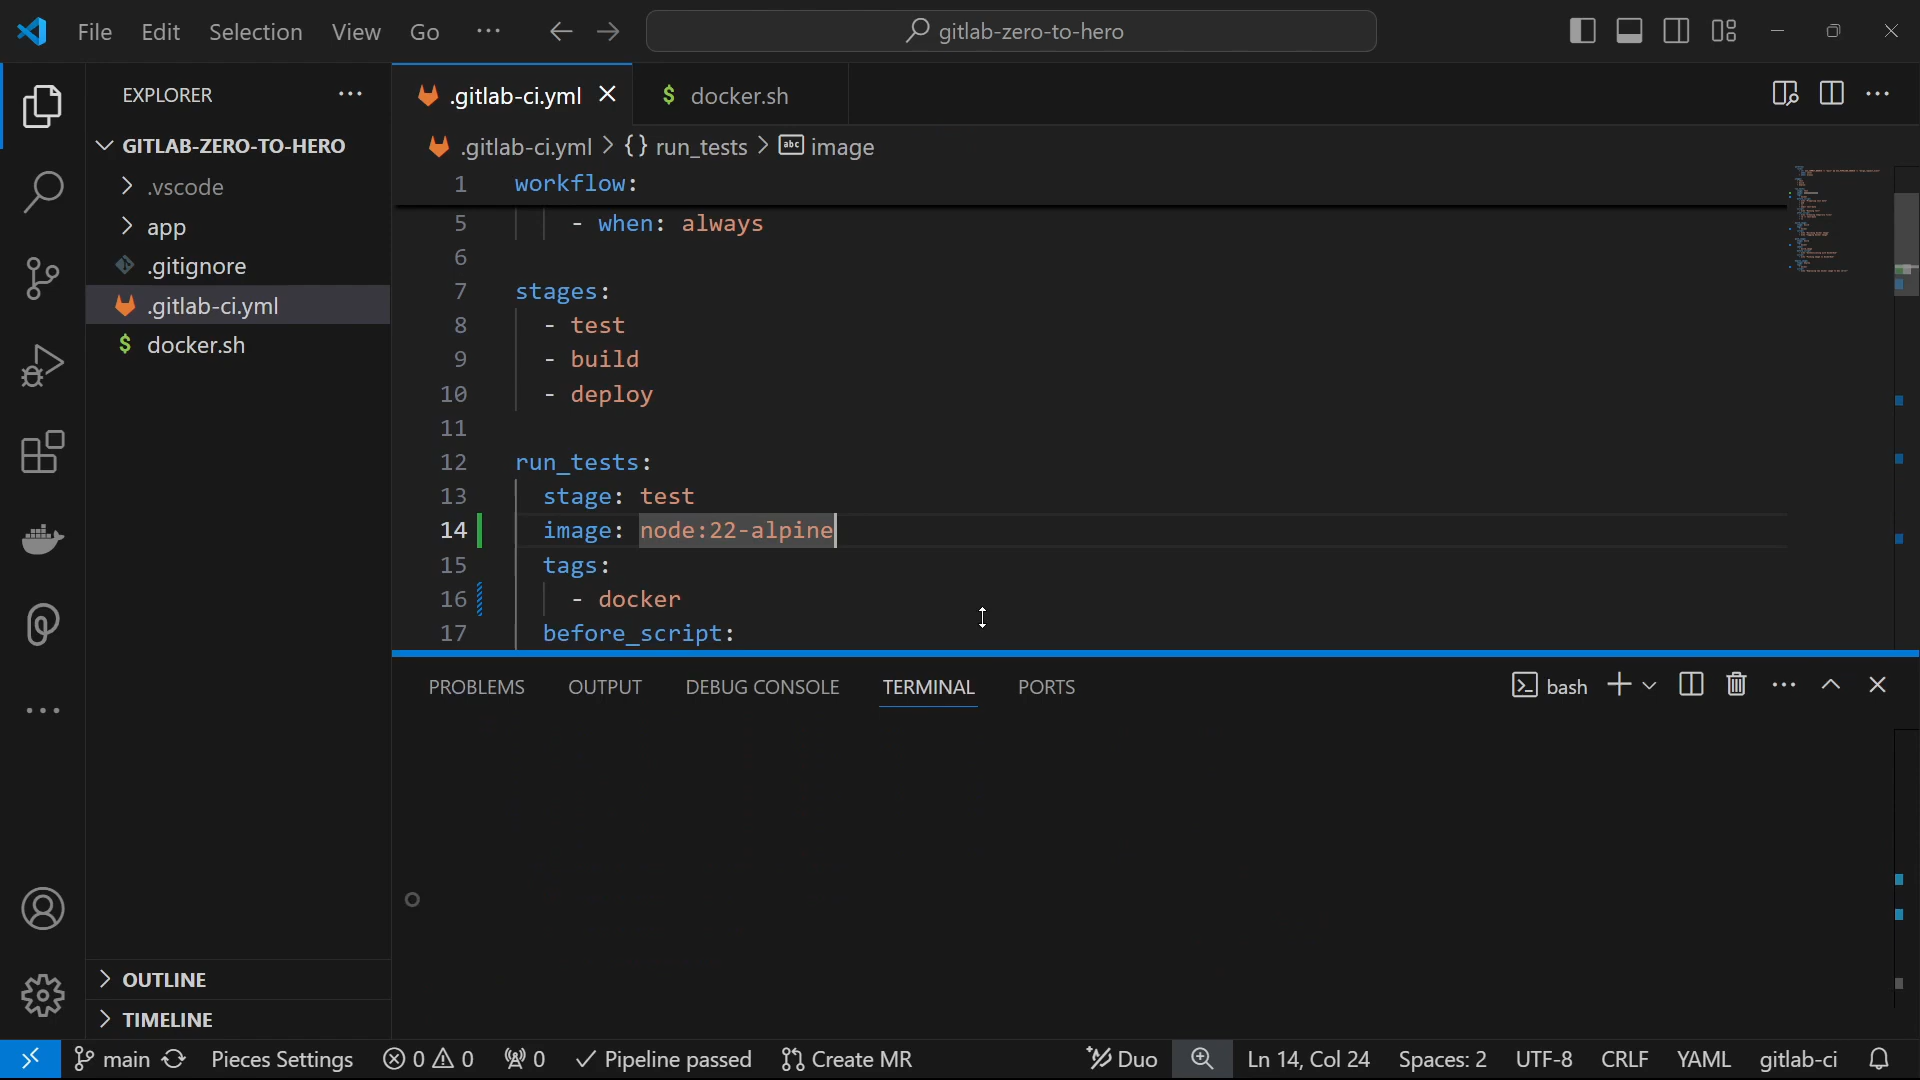 File Edit Selection View Go ··· gitlab-zero-to-hero
EXPLORER ···
GITLAB-ZERO-TO-HERO
.vscode
app
.gitignore
.gitlab-ci.yml
docker.sh
OUTLINE
TIMELINE
.gitlab-ci.yml docker.sh
.gitlab-ci.yml > {} run_tests > abc image
1 workflow:
5 - when: always
6
7 stages:
8 - test
9 - build
10 - deploy
11
12 run_tests:
13 stage: test
14 image: node:22-alpine
15 tags:
16 - docker
17 before_script:
PROBLEMS OUTPUT DEBUG CONSOLE TERMINAL PORTS bash
main Pieces Settings 0 0 0 Pipeline passed Create MR Duo Ln 14, Col 24 Spaces: 2 UTF-8 CRLF YAML gitlab-ci